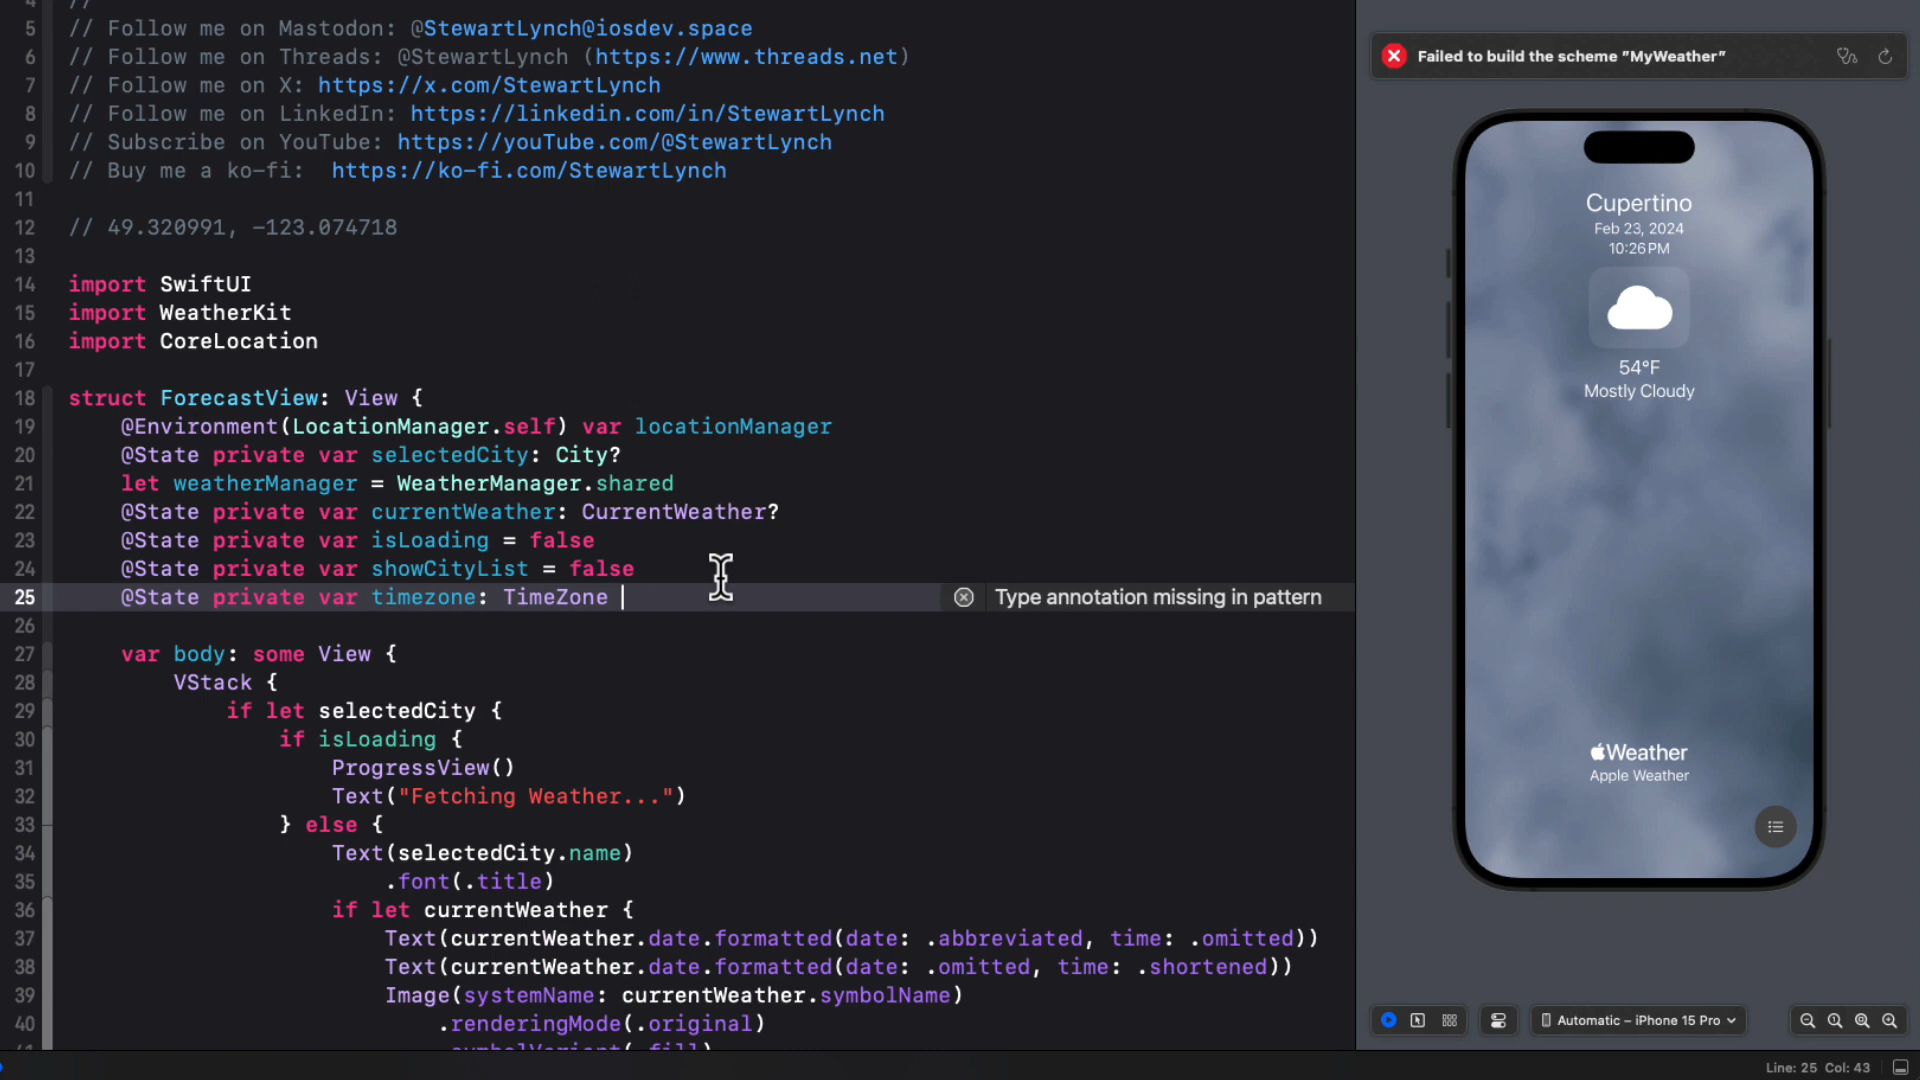 4 //
5 // Follow me on Mastodon: @StewartLynch@iosdev.space
6 // Follow me on Threads: @StewartLynch (https://www.threads.net)
7 // Follow me on X: https://x.com/StewartLynch
8 // Follow me on LinkedIn: https://linkedin.com/in/StewartLynch
9 // Subscribe on YouTube: https://youTube.com/@StewartLynch
10 // Buy me a ko-fi:  https://ko-fi.com/StewartLynch
11
12 // 49.320991, -123.074718
13
14 import SwiftUI
15 import WeatherKit
16 import CoreLocation
17
18 struct ForecastView: View {
19     @Environment(LocationManager.self) var locationManager
20     @State private var selectedCity: City?
21     let weatherManager = WeatherManager.shared
22     @State private var currentWeather: CurrentWeather?
23     @State private var isLoading = false
24     @State private var showCityList = false
25     @State private var timezone: TimeZone
Type annotation missing in pattern
26
27     var body: some View {
28         VStack {
29             if let selectedCity {
30                 if isLoading {
31                     ProgressView()
32                     Text("Fetching Weather...")
33                 } else {
34                     Text(selectedCity.name)
35                         .font(.title)
36                     if let currentWeather {
37                         Text(currentWeather.date.formatted(date: .abbreviated, time: .omitted))
38                         Text(currentWeather.date.formatted(date: .omitted, time: .shortened))
39                         Image(systemName: currentWeather.symbolName)
40                             .renderingMode(.original)
41                             .symbolVariant(.fill)
Failed to build the scheme "MyWeather"
Cupertino
Feb 23, 2024
10:26 PM
54°F
Mostly Cloudy
Weather
Apple Weather
Automatic – iPhone 15 Pro
Line: 25 Col: 43